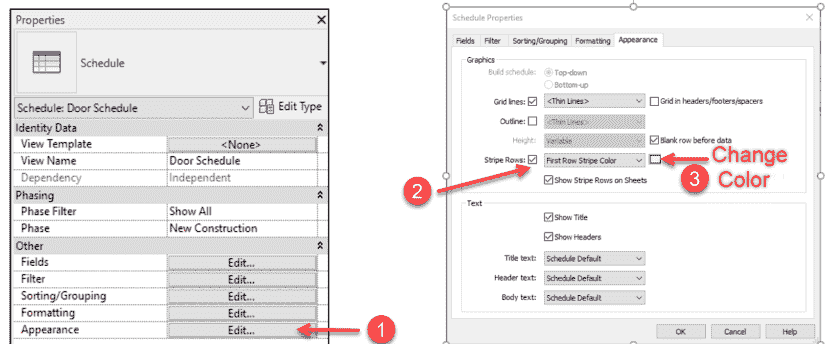 Properties
Schedule
Schedule: Door Schedule
Edit Type
Identity Data
View Template <None>
View Name Door Schedule
Dependency Independent
Phasing
Phase Filter Show All
Phase New Construction
Other
Fields Edit...
Filter Edit...
Sorting/Grouping Edit...
Formatting Edit...
Appearance Edit...
1
Schedule Properties
Fields Filter Sorting/Grouping Formatting Appearance
Graphics
Build schedule: Top-down
Bottom-up
Grid lines: <Thin Lines> Grid in headers/footers/spacers
Outline: <Thin Lines>
Height: Variable Blank row before data
Stripe Rows: First Row Stripe Color
Show Stripe Rows on Sheets
2
3
Change
Color
Text
Show Title
Show Headers
Title text: Schedule Default
Header text: Schedule Default
Body text: Schedule Default
OK Cancel Help